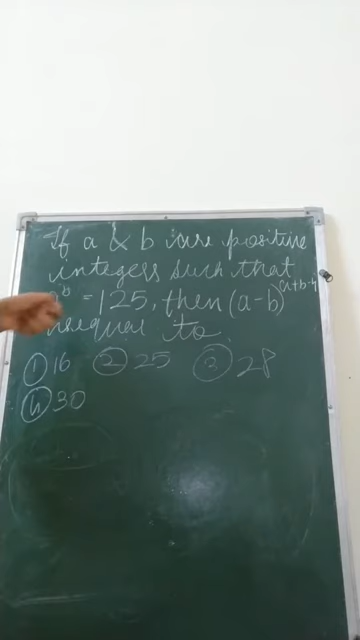 If a & b are positive
integers such that
b = 125, then (a-b)^a+b-4
is equal to
① 16 ② 25 ③ 28
④ 30